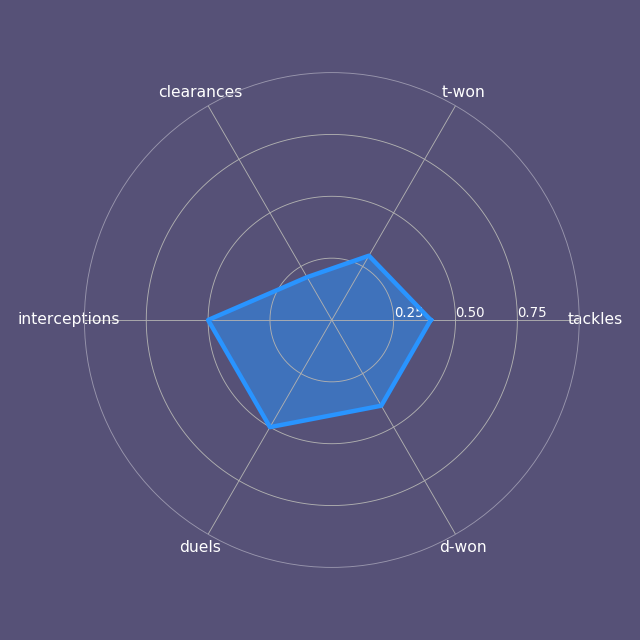 clearances
t-won
0.25
0.50
0.75
interceptions
tackles
duels
d-won